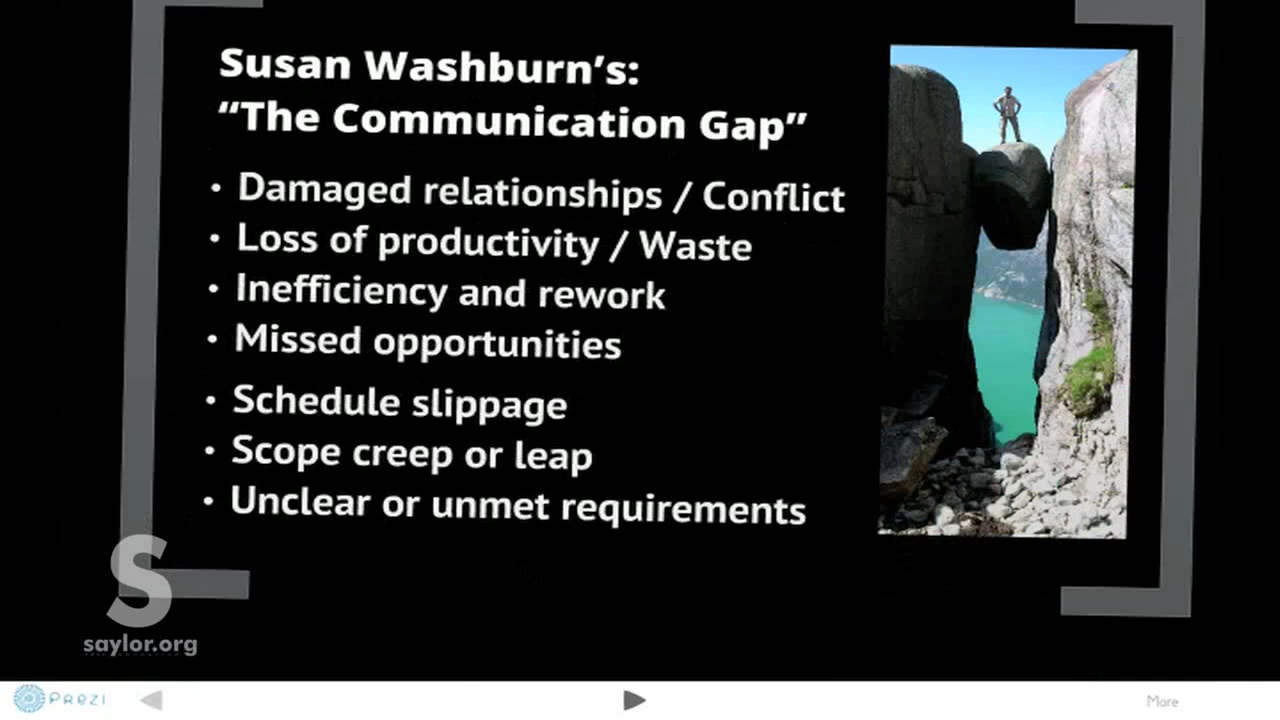 Susan Washburn’s:
“The Communication Gap”
• Damaged relationships / Conflict
• Loss of productivity / Waste
• Inefficiency and rework
• Missed opportunities
• Schedule slippage
• Scope creep or leap
• Unclear or unmet requirements
S
saylor.org
Prezi
More